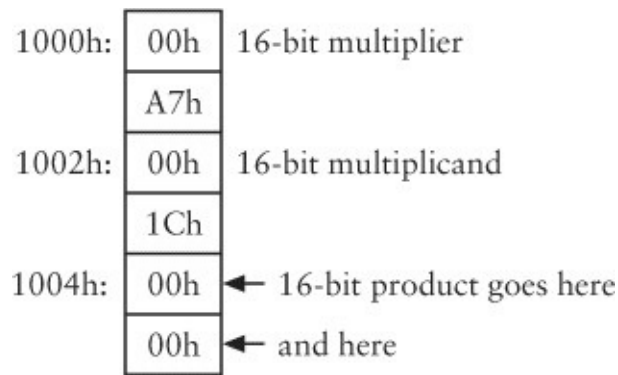 1000h: 00h 16-bit multiplier
A7h
1002h: 00h 16-bit multiplicand
1Ch
1004h: 00h 16-bit product goes here
00h and here